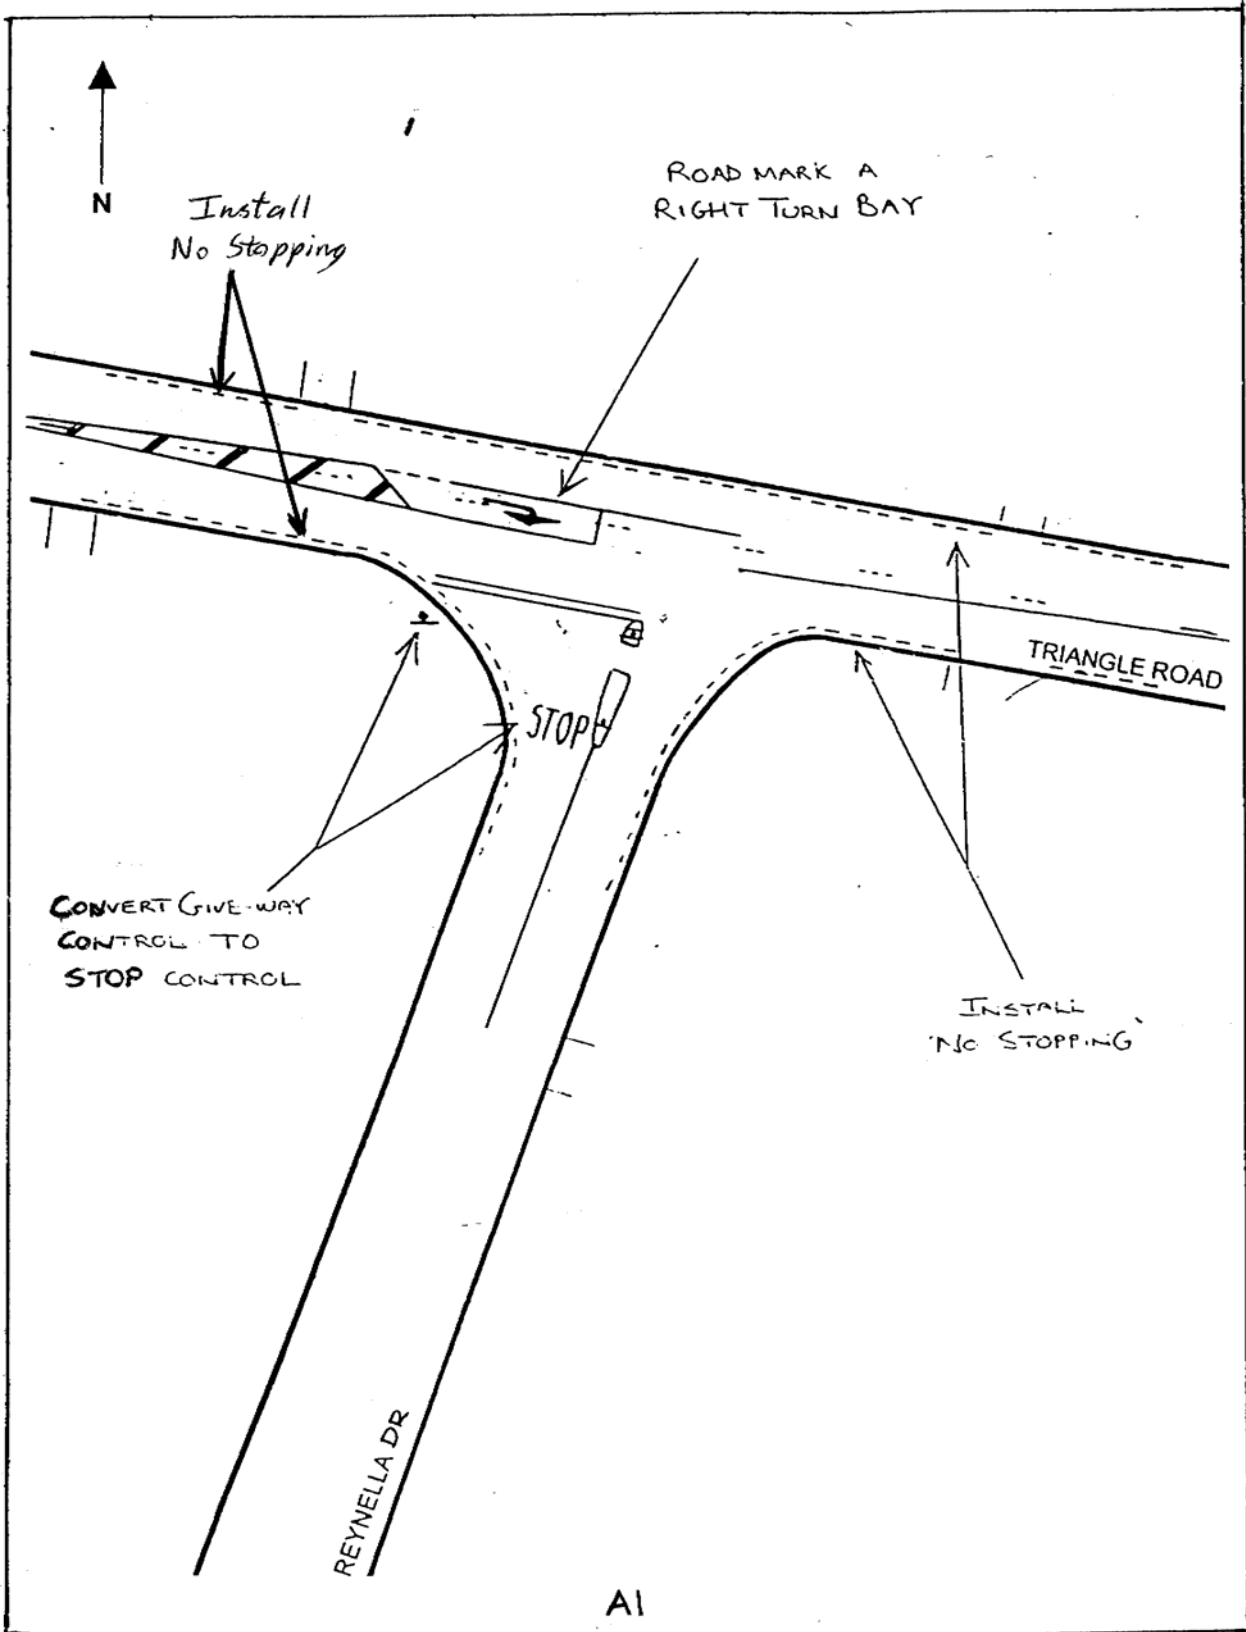 N
Install
No Stopping
ROAD MARK A
RIGHT TURN BAY
TRIANGLE ROAD
STOP
CONVERT GIVE-WAY
CONTROL TO
STOP CONTROL
INSTALL
'NO STOPPING'
REYNELLA DR
A1